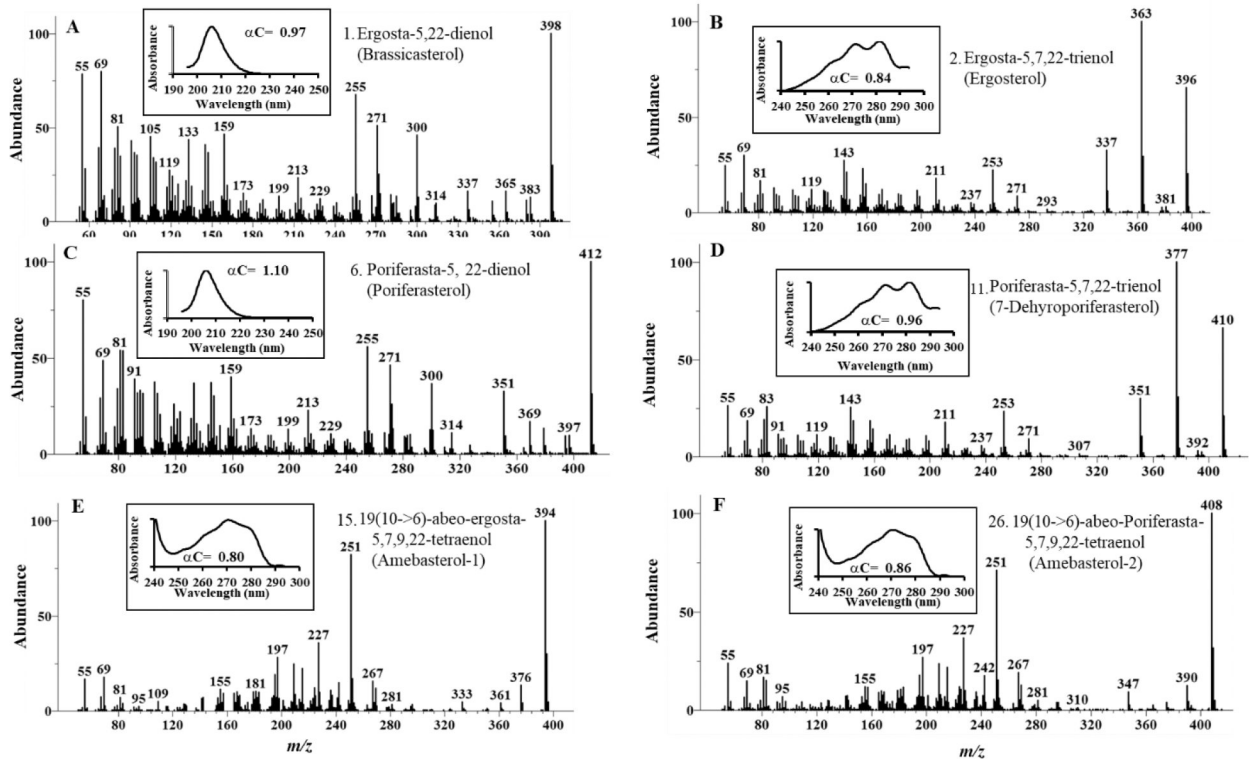 A
αC= 0.97
Absorbance
190 200 210 220 230 240 250
Wavelength (nm)
1. Ergosta-5,22-dienol
(Brassicasterol)
Abundance
100
50
0
55 69 81 105 119 133 159 173 199 213 229 255 271 300 314 337 365 383 398
60 90 120 150 180 210 240 270 300 330 360 390
B
αC= 0.84
Absorbance
240 250 260 270 280 290 300
Wavelength (nm)
2. Ergosta-5,7,22-trienol
(Ergosterol)
Abundance
100
50
0
55 69 81 119 143 211 237 253 271 293 337 363 381 396
40 80 120 160 200 240 280 320 360 400
C
αC= 1.10
Absorbance
190 200 210 220 230 240 250
Wavelength (nm)
6. Poriferasta-5, 22-dienol
(Poriferasterol)
Abundance
100
50
0
55 69 81 91 159 173 199 213 229 255 271 300 314 351 369 397 412
80 120 160 200 240 280 320 360 400
D
αC= 0.96
Absorbance
240 250 260 270 280 290 300
Wavelength (nm)
11. Poriferasta-5,7,22-trienol
(7-Dehyroporiferasterol)
Abundance
100
50
0
55 69 83 91 119 143 211 237 253 271 307 351 377 392 410
80 120 160 200 240 280 320 360 400
E
αC= 0.80
Absorbance
240 250 260 270 280 290 300
Wavelength (nm)
15. 19(10->6)-abeo-ergosta-
5,7,9,22-tetraenol
(Amebasterol-1)
Abundance
100
50
0
55 69 81 95 109 155 181 197 227 251 267 281 333 361 376 394
80 120 160 200 240 280 320 360 400
m/z
F
αC= 0.86
Absorbance
240 250 260 270 280 290 300
Wavelength (nm)
26. 19(10->6)-abeo-Poriferasta-
5,7,9,22-tetraenol
(Amebasterol-2)
Abundance
100
50
0
55 69 81 95 155 197 227 242 251 267 281 310 347 390 408
80 120 160 200 240 280 320 360 400
m/z